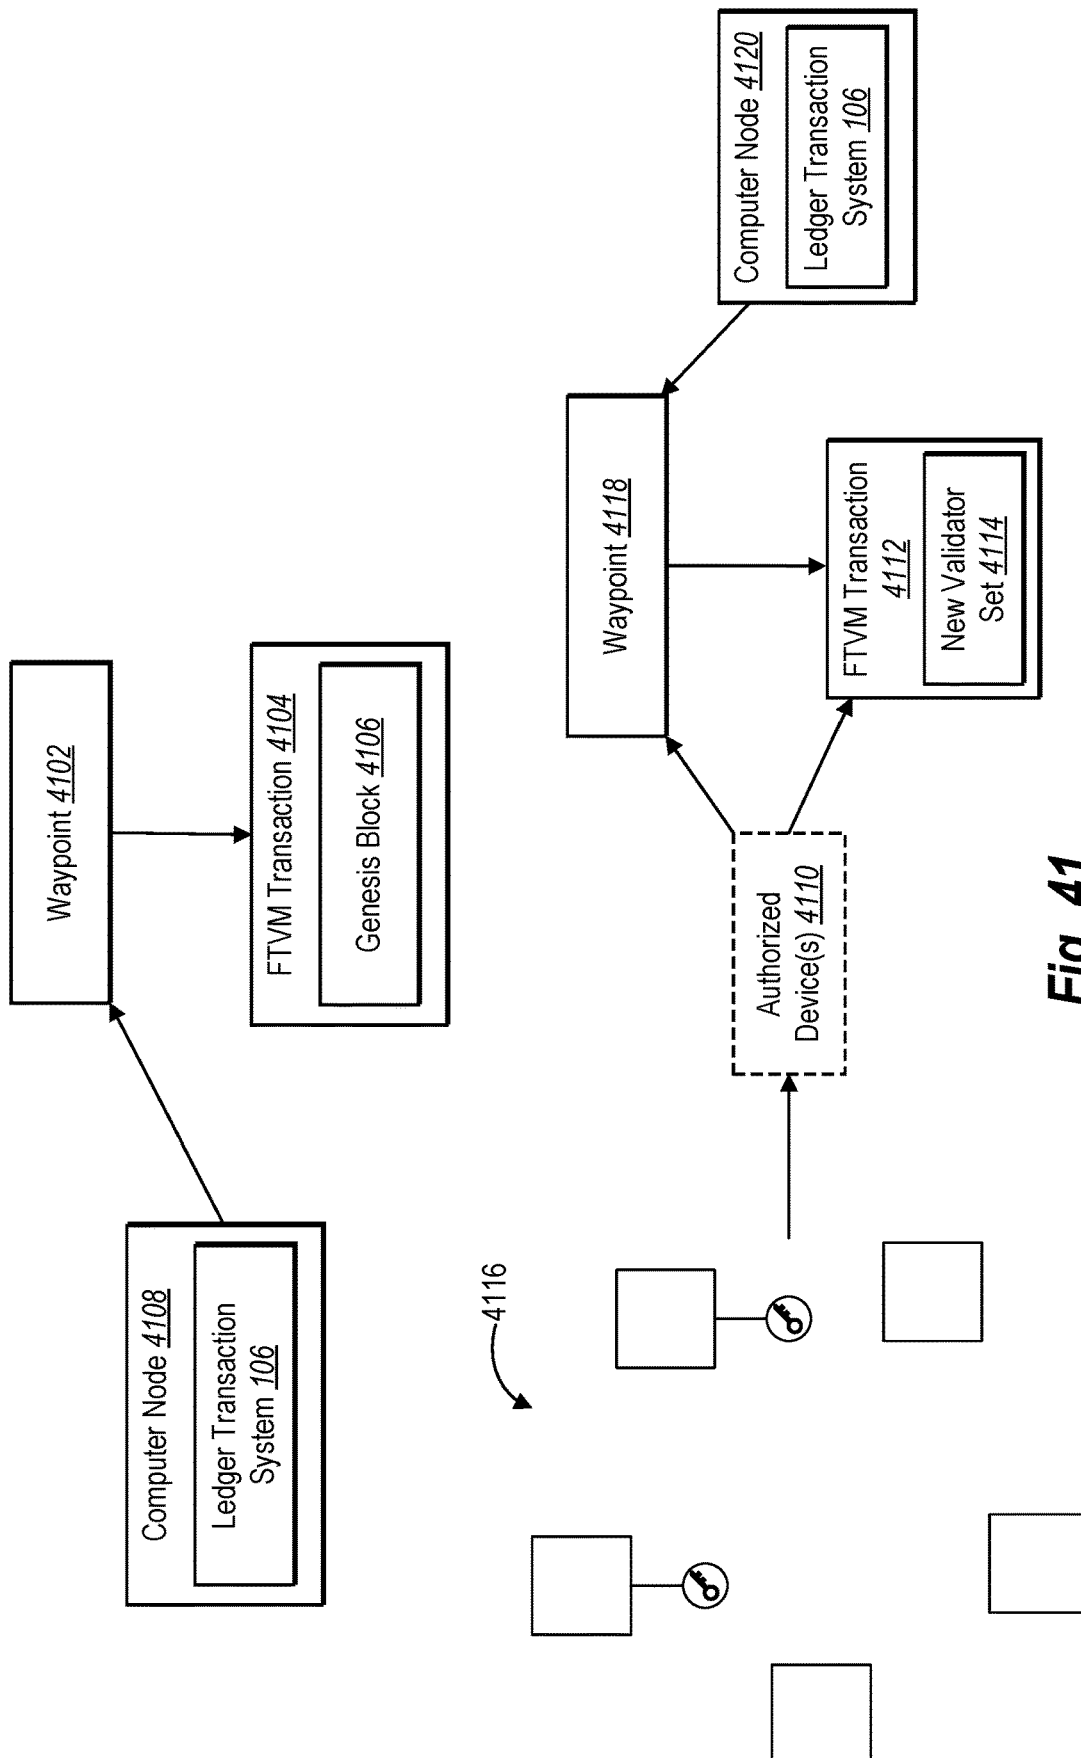 Waypoint 4102
FTVM Transaction 4104
Genesis Block 4106
Computer Node 4108
Ledger Transaction
System 106
4116
Authorized
Device(s) 4110
Waypoint 4118
FTVM Transaction
4112
New Validator
Set 4114
Computer Node 4120
Ledger Transaction
System 106
Fig. 41